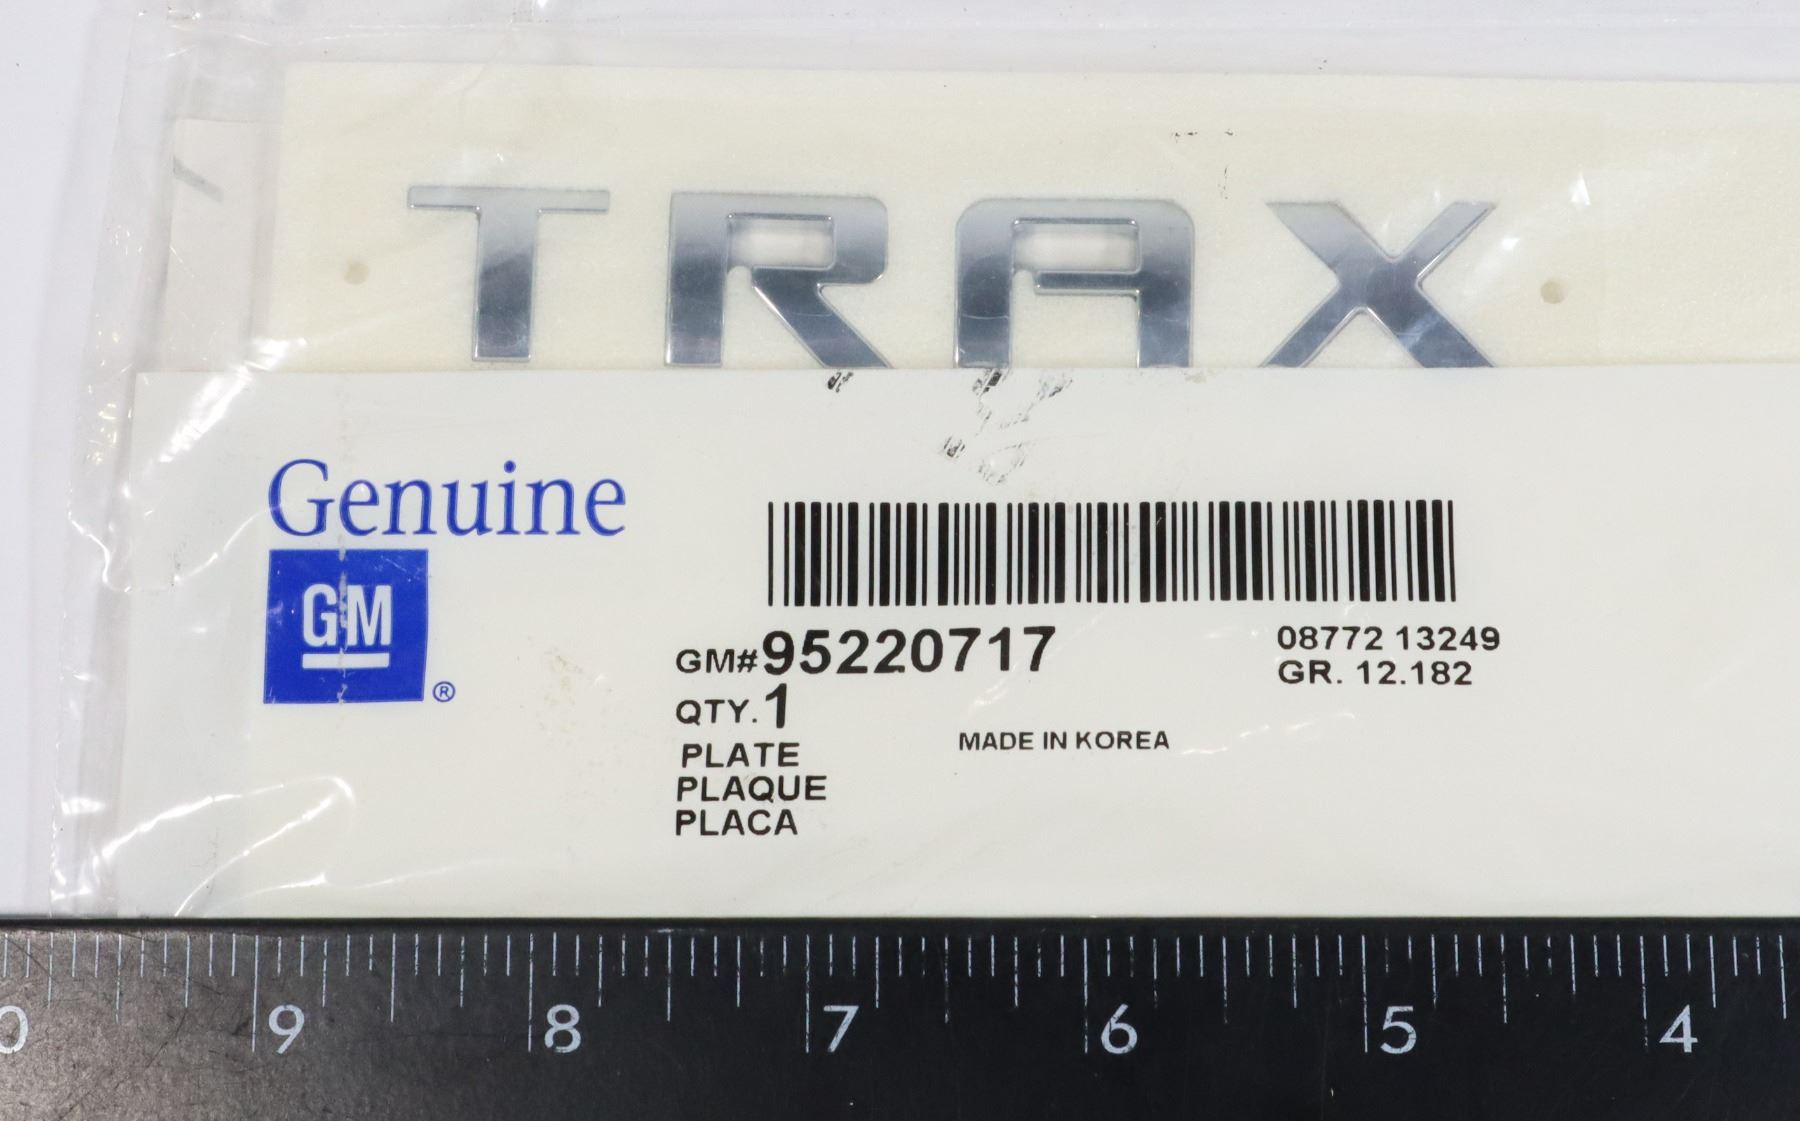 TRAX
Genuine
GM
®
GM#95220717
08772 13249
GR. 12.182
QTY.1
MADE IN KOREA
PLATE
PLAQUE
PLACA
0 9 8 7 6 5 4